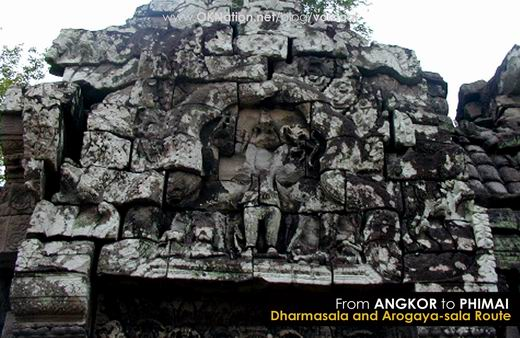 www.OKNation.net/blog/voranai
From ANGKOR to PHIMAI
Dharmasala and Arogaya-sala Route